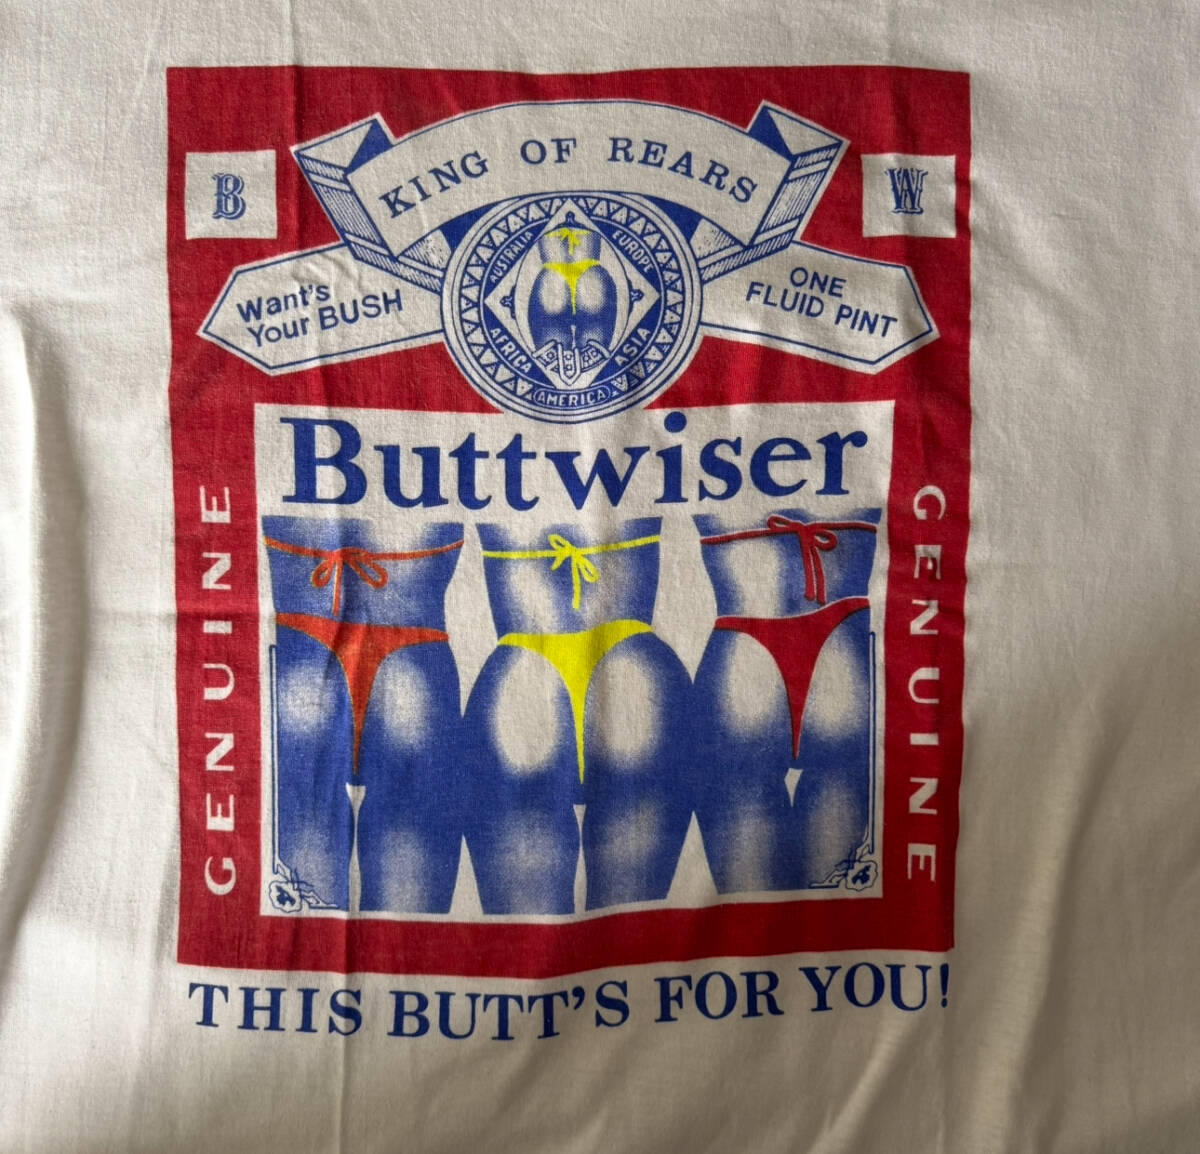 KING OF REARS
B
W
Want's
Your BUSH
ONE
FLUID PINT
AUSTRALIA
EUROPE
AFRICA
ASIA
AMERICA
Buttwiser
GENUINE
GENUINE
THIS BUTT'S FOR YOU!